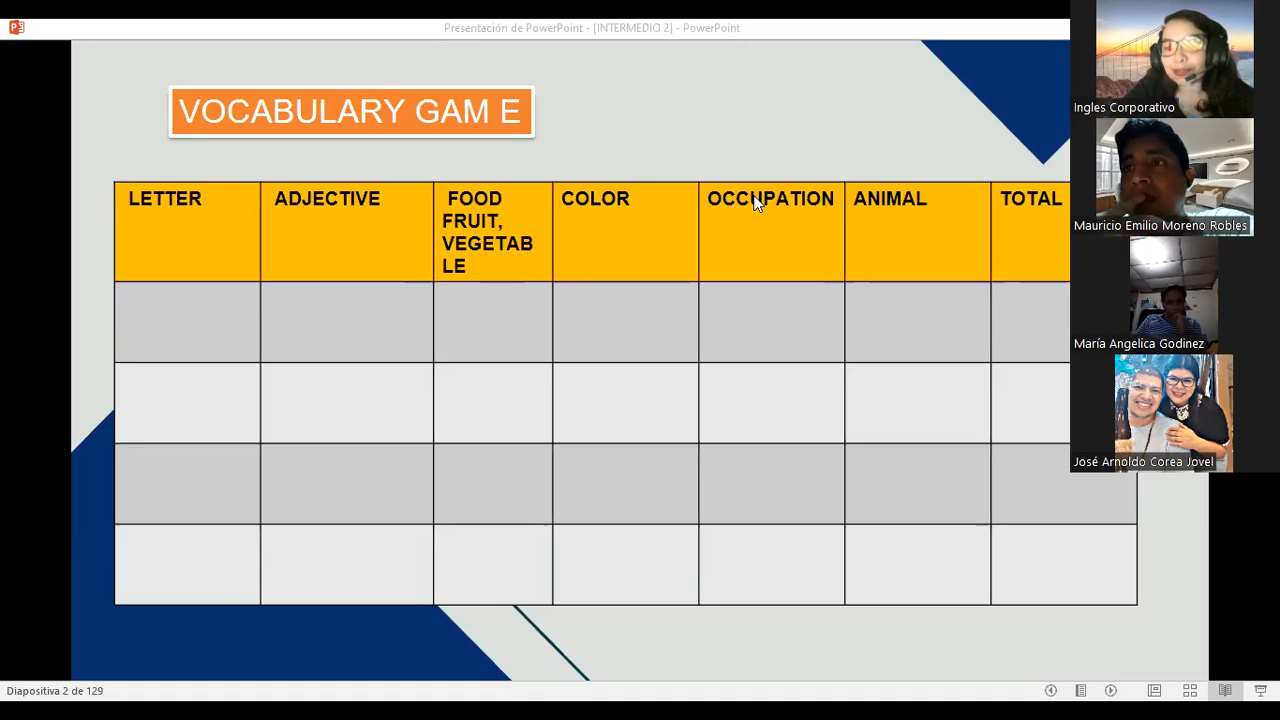 Presentación de PowerPoint - [INTERMEDIO 2] - PowerPoint
VOCABULARY GAM E
LETTER
ADJECTIVE
FOOD
FRUIT,
VEGETAB
LE
COLOR
OCCUPATION
ANIMAL
TOTAL
Ingles Corporativo
Mauricio Emilio Moreno Robles
María Angelica Godinez
José Arnoldo Corea Jovel
Diapositiva 2 de 129